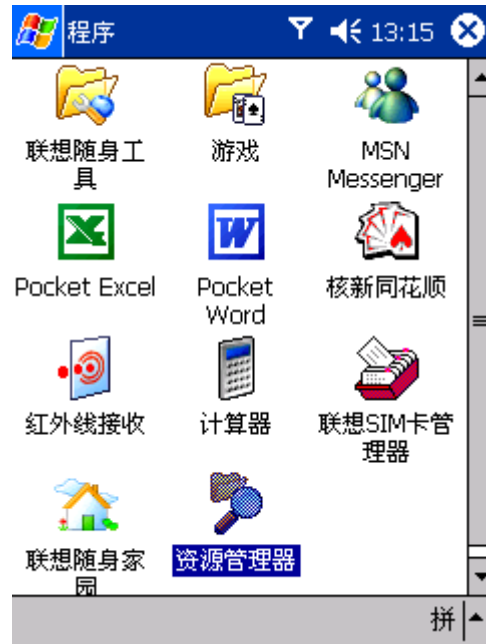 程序 13:15
联想随身工
具
游戏
MSN
Messenger
Pocket Excel
Pocket
Word
核新同花顺
红外线接收
计算器
联想SIM卡管
理器
联想随身家
园
资源管理器
拼